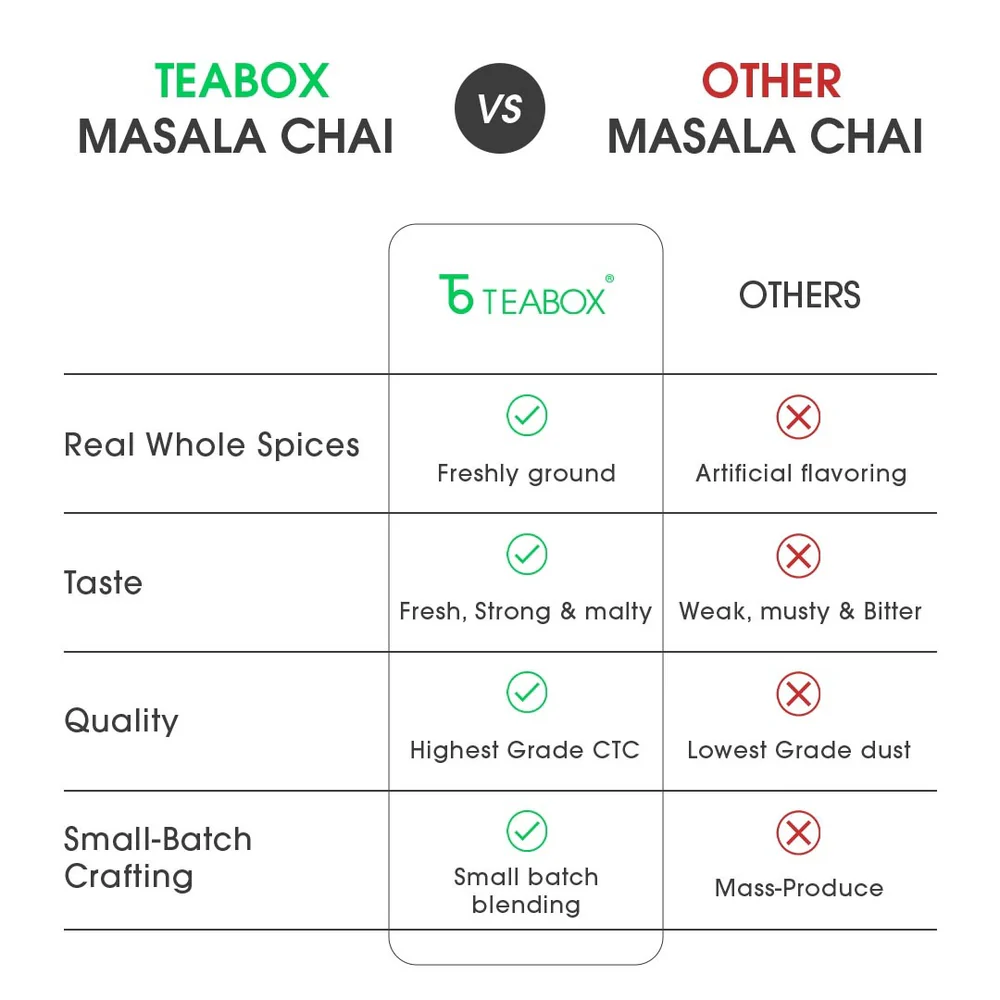 TEABOX
MASALA CHAI
VS
OTHER
MASALA CHAI
TEABOX®
OTHERS
Real Whole Spices
Freshly ground
Artificial flavoring
Taste
Fresh, Strong & malty
Weak, musty & Bitter
Quality
Highest Grade CTC
Lowest Grade dust
Small-Batch
Crafting
Small batch
blending
Mass-Produce